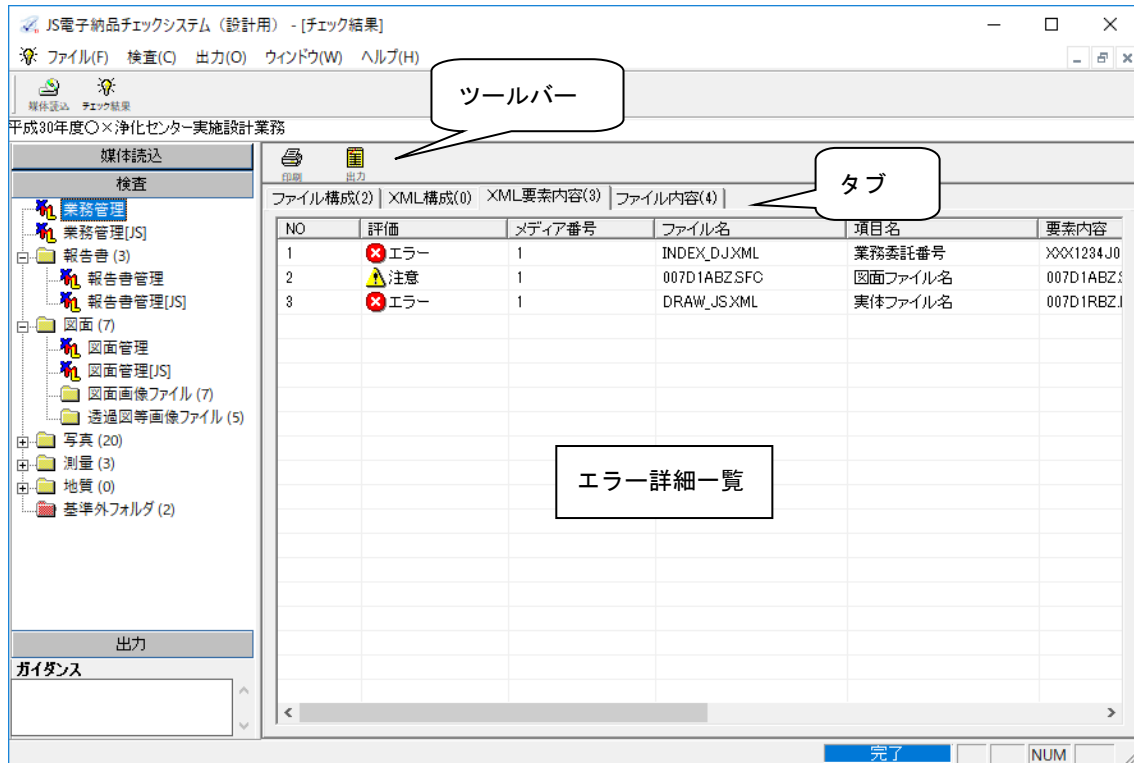 JS電子納品チェックシステム（設計用） - [チェック結果]
ファイル(F) 検査(C) 出力(O) ウィンドウ(W) ヘルプ(H)
媒体読込 チェック結果
ツールバー
平成30年度〇×浄化センター実施設計業務
媒体読込
検査
業務管理
業務管理[JS]
報告書 (3)
報告書管理
報告書管理[JS]
図面 (7)
図面管理
図面管理[JS]
図面画像ファイル (7)
透過図等画像ファイル (5)
写真 (20)
測量 (3)
地質 (0)
基準外フォルダ (2)
出力
ガイダンス
印刷 出力
タブ
ファイル構成(2) XML構成(0) XML要素内容(3) ファイル内容(4)
NO 評価 メディア番号 ファイル名 項目名 要素内容
1 エラー 1 INDEX_DJ.XML 業務委託番号 XXX1234J0
2 注意 1 007D1ABZ.SFC 図面ファイル名 007D1ABZ.S
3 エラー 1 DRAW_JS.XML 実体ファイル名 007D1RBZ.
エラー詳細一覧
完了 NUM